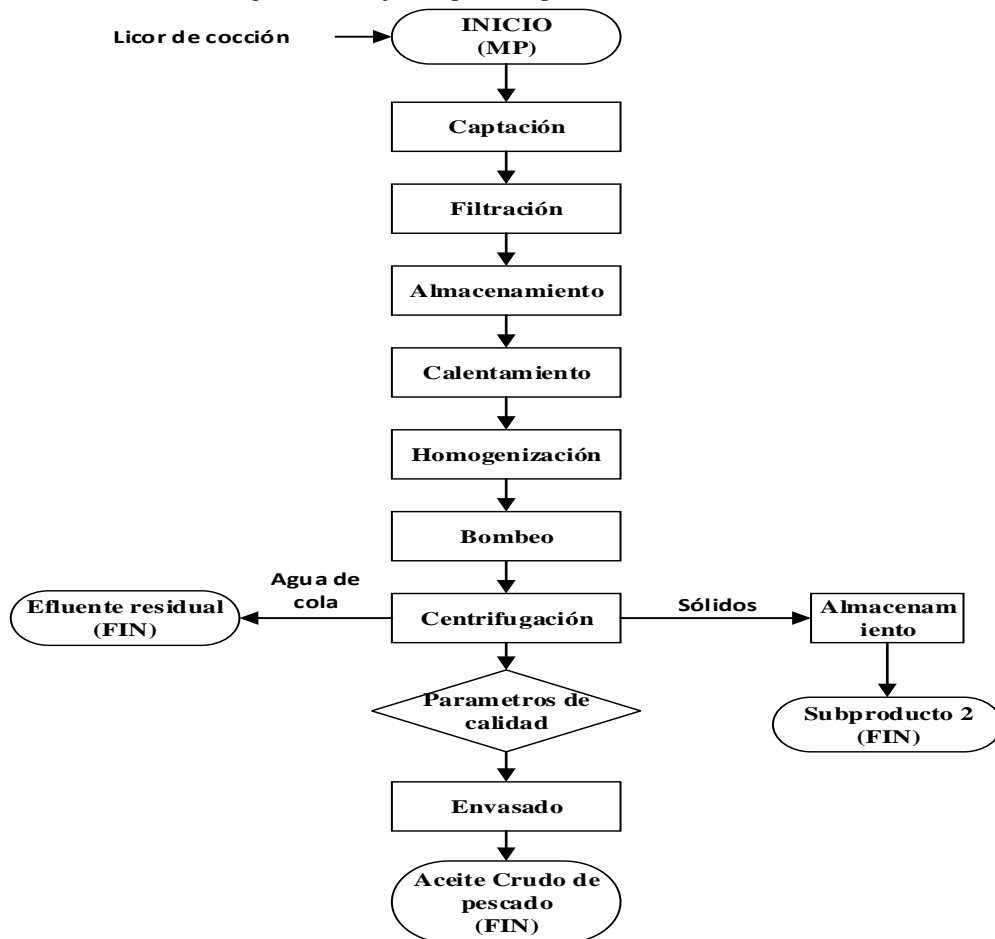 INICIO
(MP)
Licor de cocción
Captación
Filtración
Almacenamiento
Calentamiento
Homogenización
Bombeo
Agua de
cola
Efluente residual
(FIN)
Centrifugación
Sólidos
Almacenam
iento
Parametros de
calidad
Subproducto 2
(FIN)
Envasado
Aceite Crudo de
pescado
(FIN)